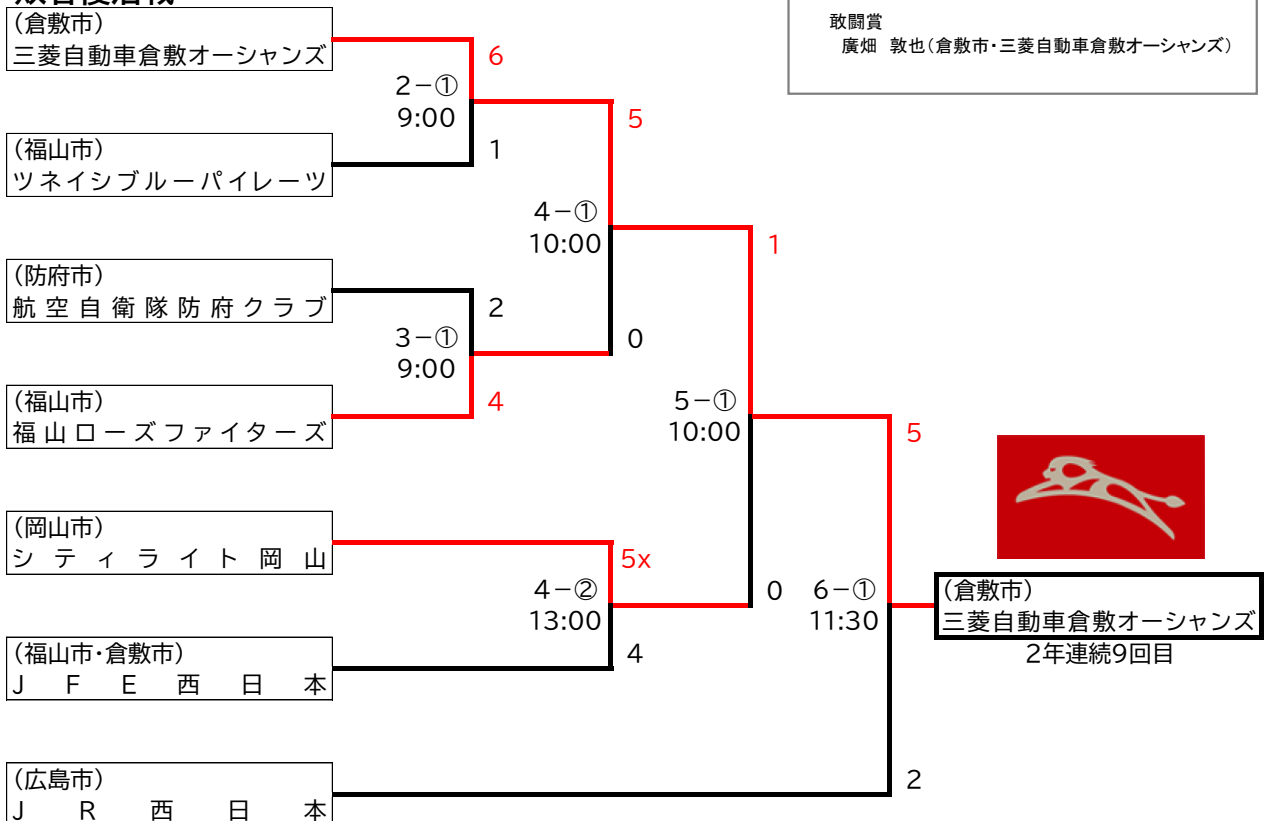 敗者復活戦
敢闘賞
廣畑 敦也(倉敷市・三菱自動車倉敷オーシャンズ)
(倉敷市)
三菱自動車倉敷オーシャンズ
6
2-①
9:00
5
1
(福山市)
ツネイシブルーパイレーツ
4-①
10:00
1
(防府市)
航空自衛隊防府クラブ
2
3-①
9:00
0
(福山市)
福山ローズファイターズ
4
5-①
10:00
5
(岡山市)
シティライト岡山
5x
4-②
13:00
0
6-①
11:30
(倉敷市)
三菱自動車倉敷オーシャンズ
2年連続9回目
(福山市・倉敷市)
JFE西日本
4
(広島市)
JR西日本
2